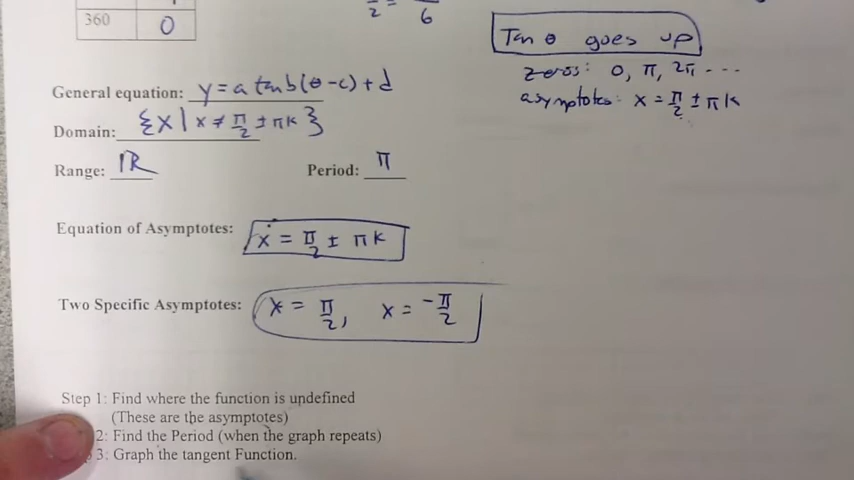 360 0
π/2 = 
6
Tan θ goes up
zeros: 0, π, 2π ...
asymptotes: x = π/2 ± πk
General equation: y = a tan b(θ - c) + d
Domain: {x | x ≠ π/2 ± πk}
Range: ℝ Period: π
Equation of Asymptotes: x = π/2 ± πk
Two Specific Asymptotes: x = π/2, x = -π/2
Step 1: Find where the function is undefined
(These are the asymptotes)
2: Find the Period (when the graph repeats)
3: Graph the tangent Function.